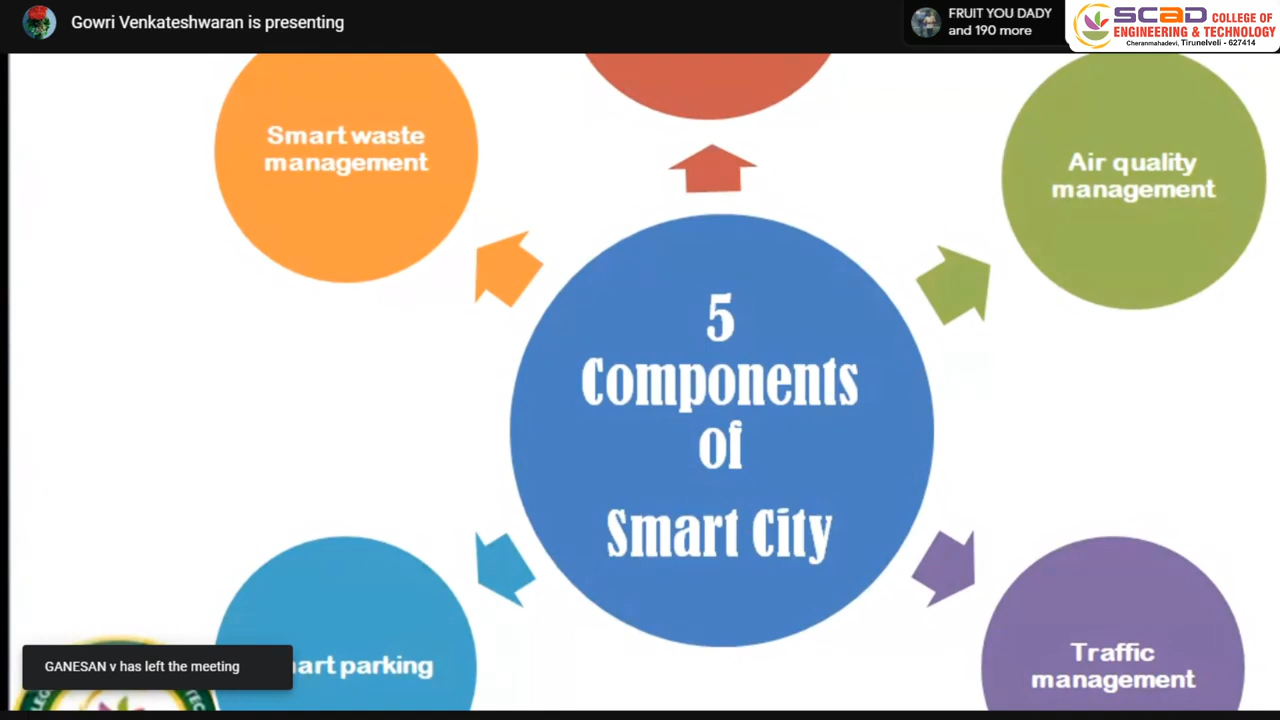 Gowri Venkateshwaran is presenting
FRUIT YOU DADY
and 190 more
SCAD COLLEGE OF
ENGINEERING & TECHNOLOGY
Cheranmahadevi, Tirunelveli - 627414
Smart waste
management
Air quality
management
5
Components
of
Smart City
GANESAN v has left the meeting
art parking
Traffic
management